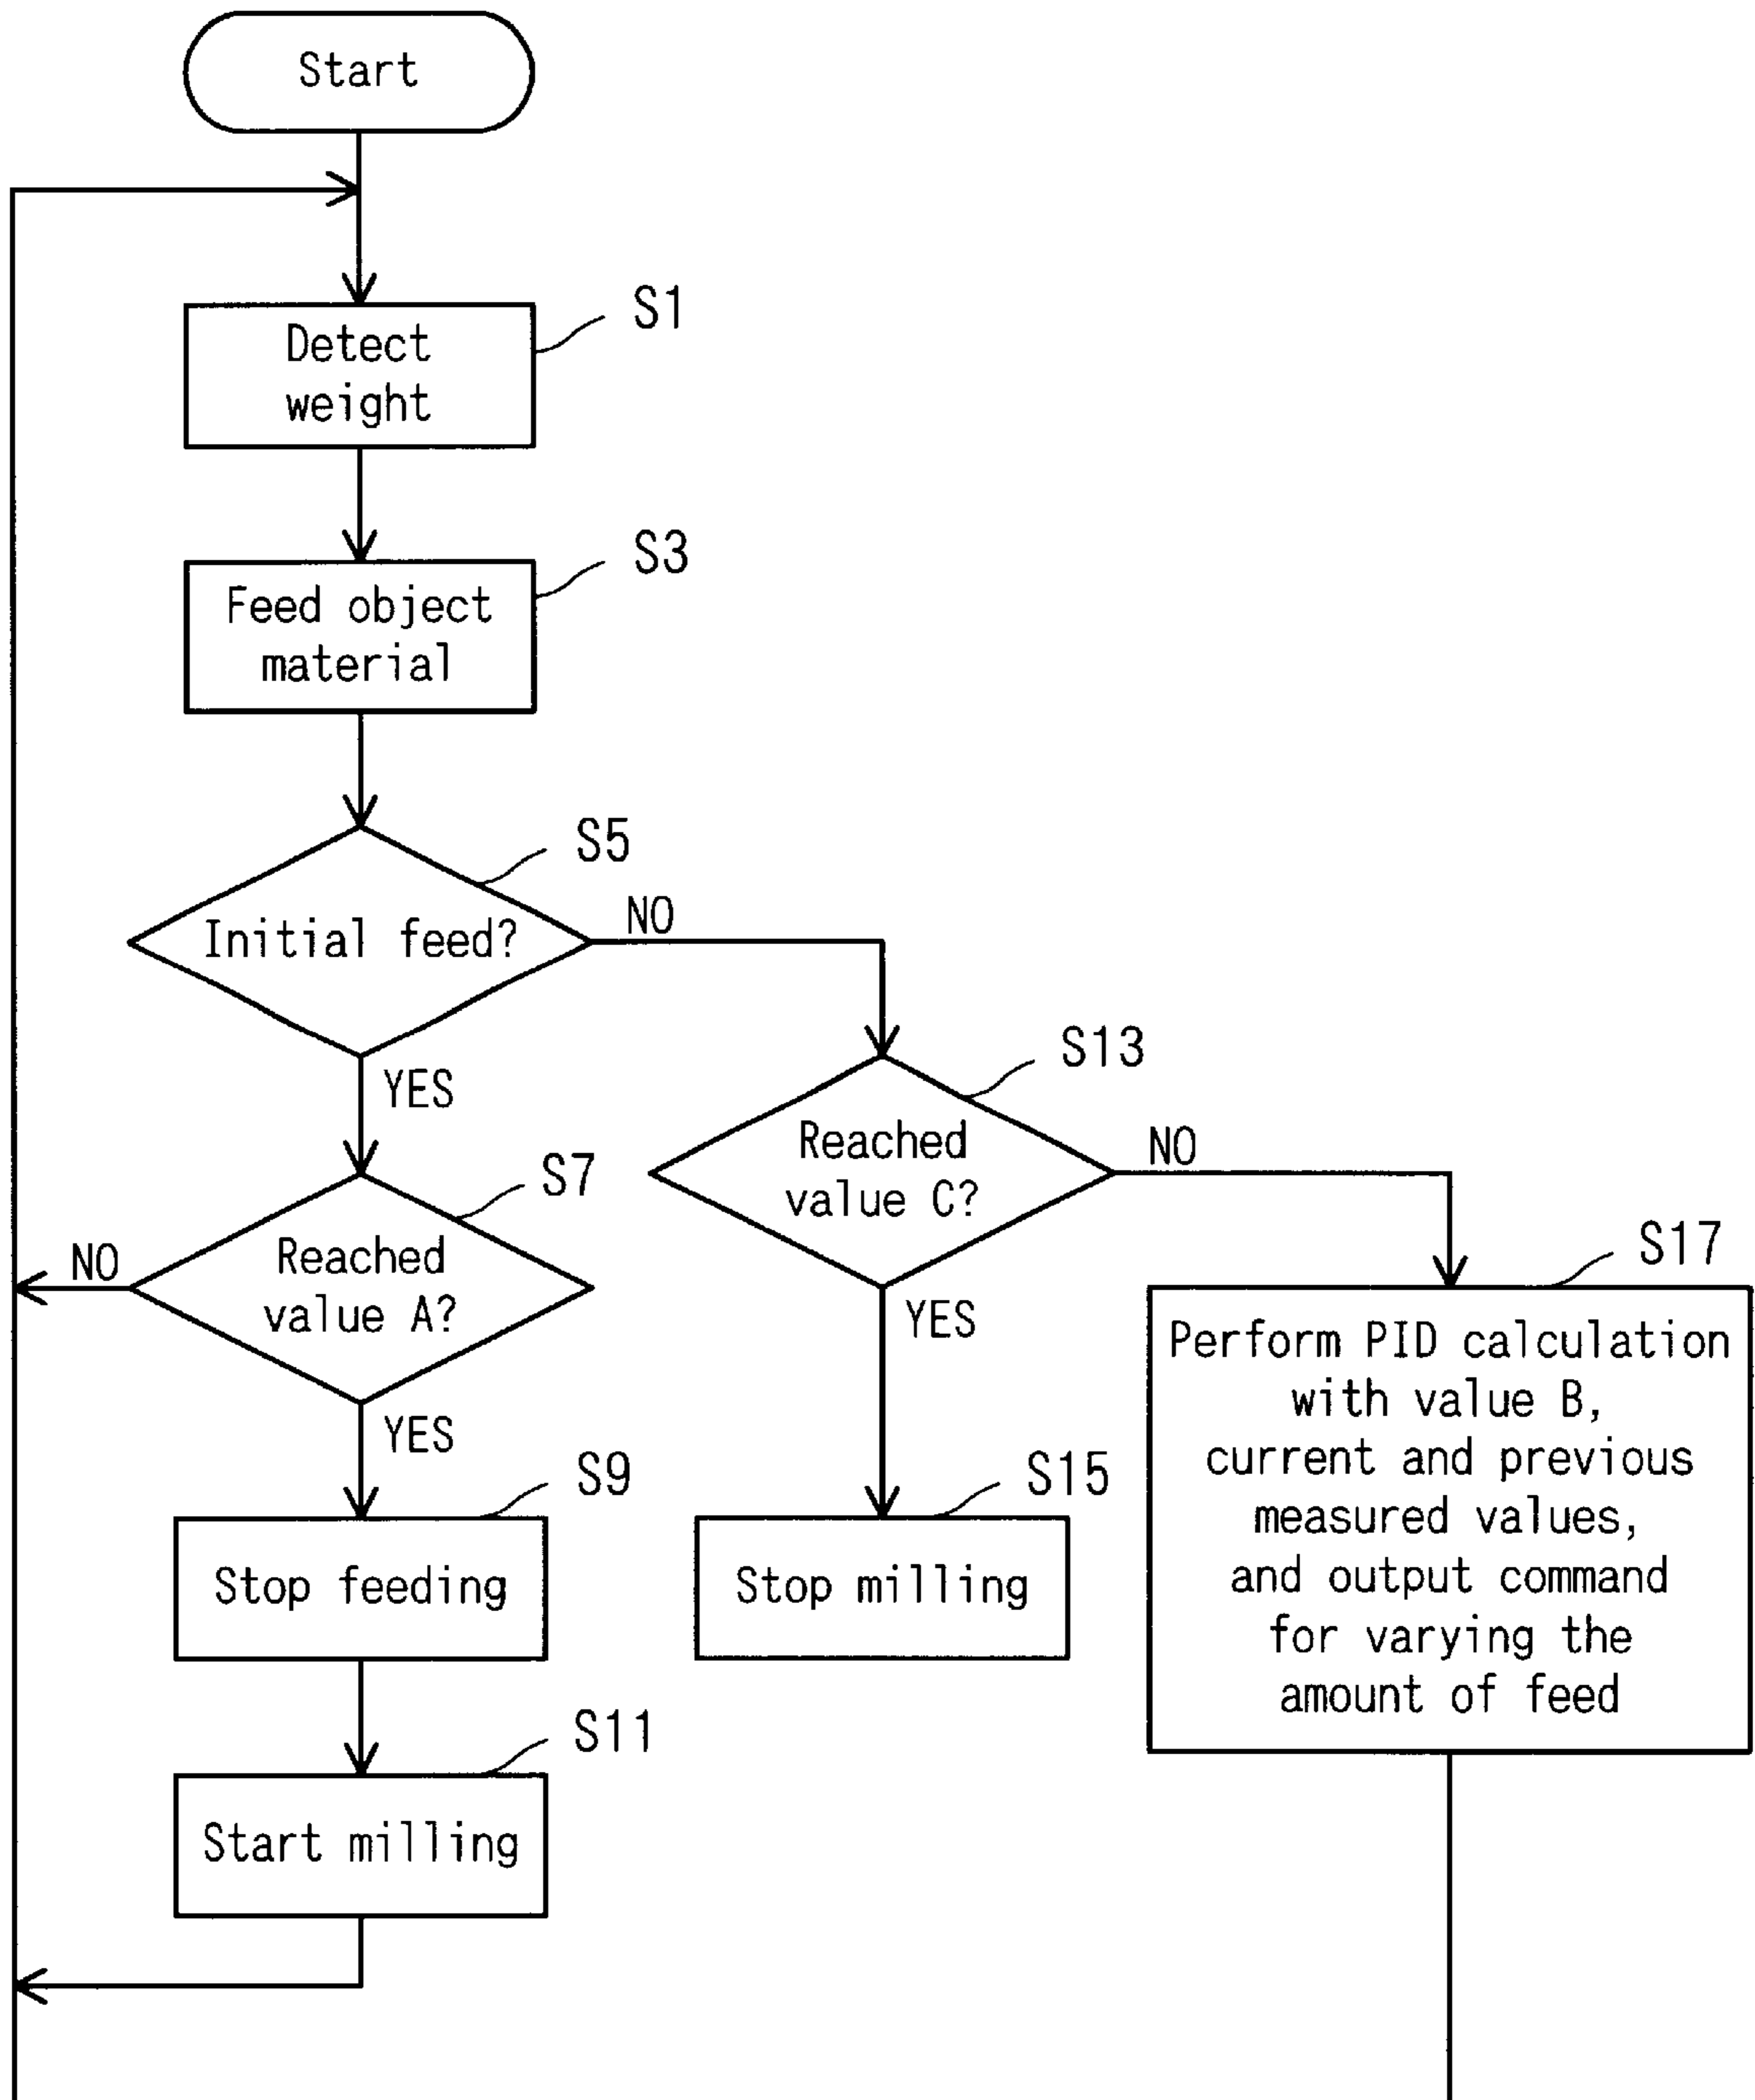 Start
S1
Detect
weight
S3
Feed object
material
S5
Initial feed?
NO
YES
S13
Reached
value C?
NO
YES
S7
Reached
value A?
NO
YES
S17
Perform PID calculation
with value B,
current and previous
measured values,
and output command
for varying the
amount of feed
S9
Stop feeding
S15
Stop milling
S11
Start milling